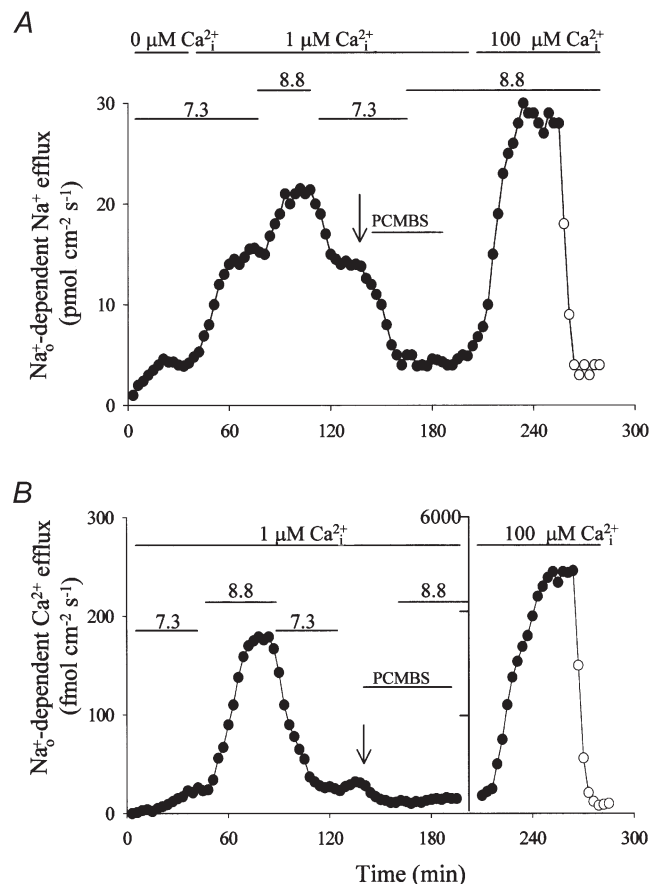 A
0 μM Ca²⁺ᵢ 1 μM Ca²⁺ᵢ 100 μM Ca²⁺ᵢ
8.8 8.8
30 7.3 7.3
PCMBS
20
10
0
Na⁺ₒ-dependent Na⁺ efflux
(pmol cm⁻² s⁻¹)
0 60 120 180 240 300
B
300 6000
1 μM Ca²⁺ᵢ 100 μM Ca²⁺ᵢ
8.8 8.8
200 7.3 7.3
PCMBS
100
0
Na⁺ₒ-dependent Ca²⁺ efflux
(fmol cm⁻² s⁻¹)
0 60 120 180 240 300
Time (min)